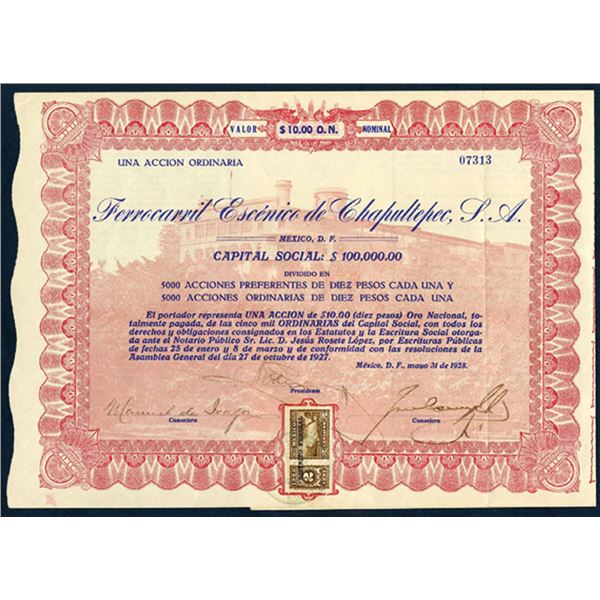 VALOR $10.00 O.N. NOMINAL
UNA ACCION ORDINARIA 07313
Ferrocarril Escénico de Chapultepec, S. A.
MEXICO, D. F.
CAPITAL SOCIAL: $ 100,000.00
DIVIDIDO EN
5000 ACCIONES PREFERENTES DE DIEZ PESOS CADA UNA Y
5000 ACCIONES ORDINARIAS DE DIEZ PESOS CADA UNA
El portador representa UNA ACCION de $10.00 (diez pesos) Oro Nacional, to-
talmente pagada, de las cinco mil ORDINARIAS del Capital Social, con todos los
derechos y obligaciones consignados en los Estatutos y la Escritura Social otorga-
da ante el Notario Público Sr. Lic. D. Jesús Rosete López, por Escrituras Públicas
de fechas 25 de enero y 8 de marzo y de conformidad con las resoluciones de la
Asamblea General del día 27 de octubre de 1927.
México, D. F., mayo 31 de 1928.
Presidente
Manuel de
Consejero
Consejero
2